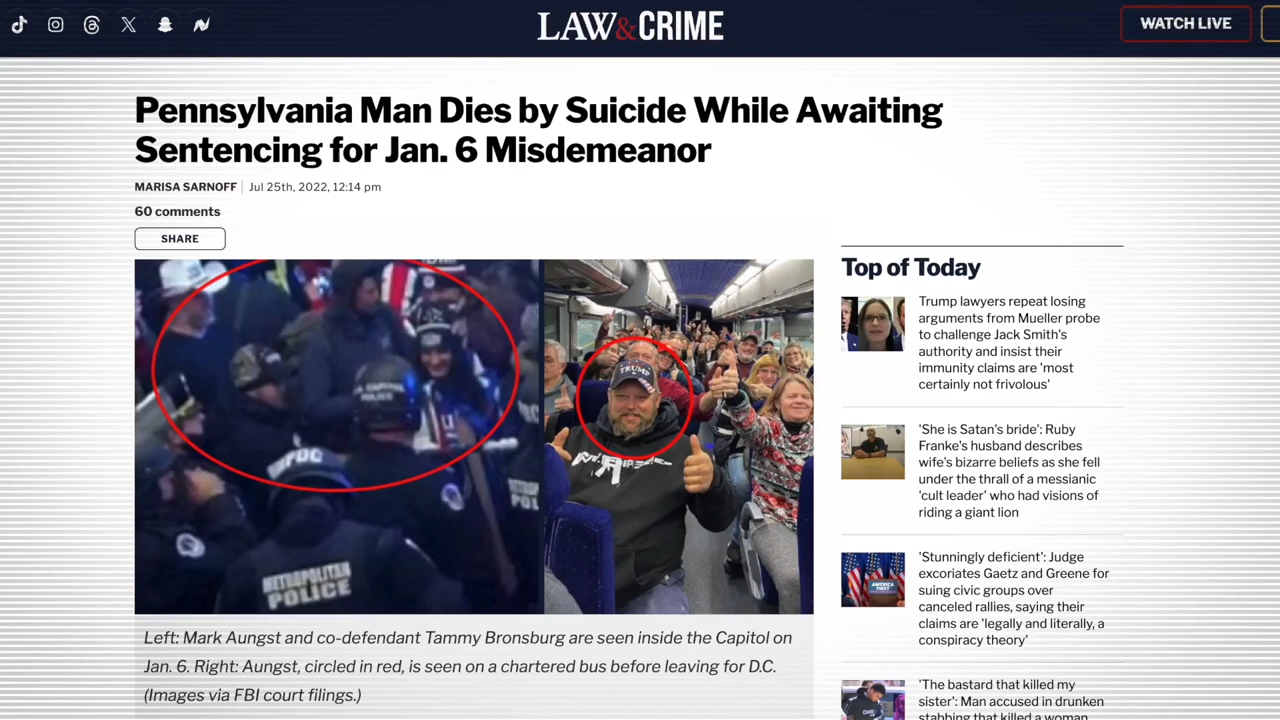 LAW&CRIME
WATCH LIVE
Pennsylvania Man Dies by Suicide While Awaiting
Sentencing for Jan. 6 Misdemeanor
MARISA SARNOFF | Jul 25th, 2022, 12:14 pm
60 comments
SHARE
TRUMP
POLICE
METROPOLITAN
POLICE
Left: Mark Aungst and co-defendant Tammy Bronsburg are seen inside the Capitol on
Jan. 6. Right: Aungst, circled in red, is seen on a chartered bus before leaving for D.C.
(Images via FBI court filings.)
Top of Today
Trump lawyers repeat losing
arguments from Mueller probe
to challenge Jack Smith's
authority and insist their
immunity claims are 'most
certainly not frivolous'
'She is Satan's bride': Ruby
Franke's husband describes
wife's bizarre beliefs as she fell
under the thrall of a messianic
'cult leader' who had visions of
riding a giant lion
AMERICA
FIRST
'Stunningly deficient': Judge
excoriates Gaetz and Greene for
suing civic groups over
canceled rallies, saying their
claims are 'legally and literally, a
conspiracy theory'
'The bastard that killed my
sister': Man accused in drunken
stabbing that killed a woman